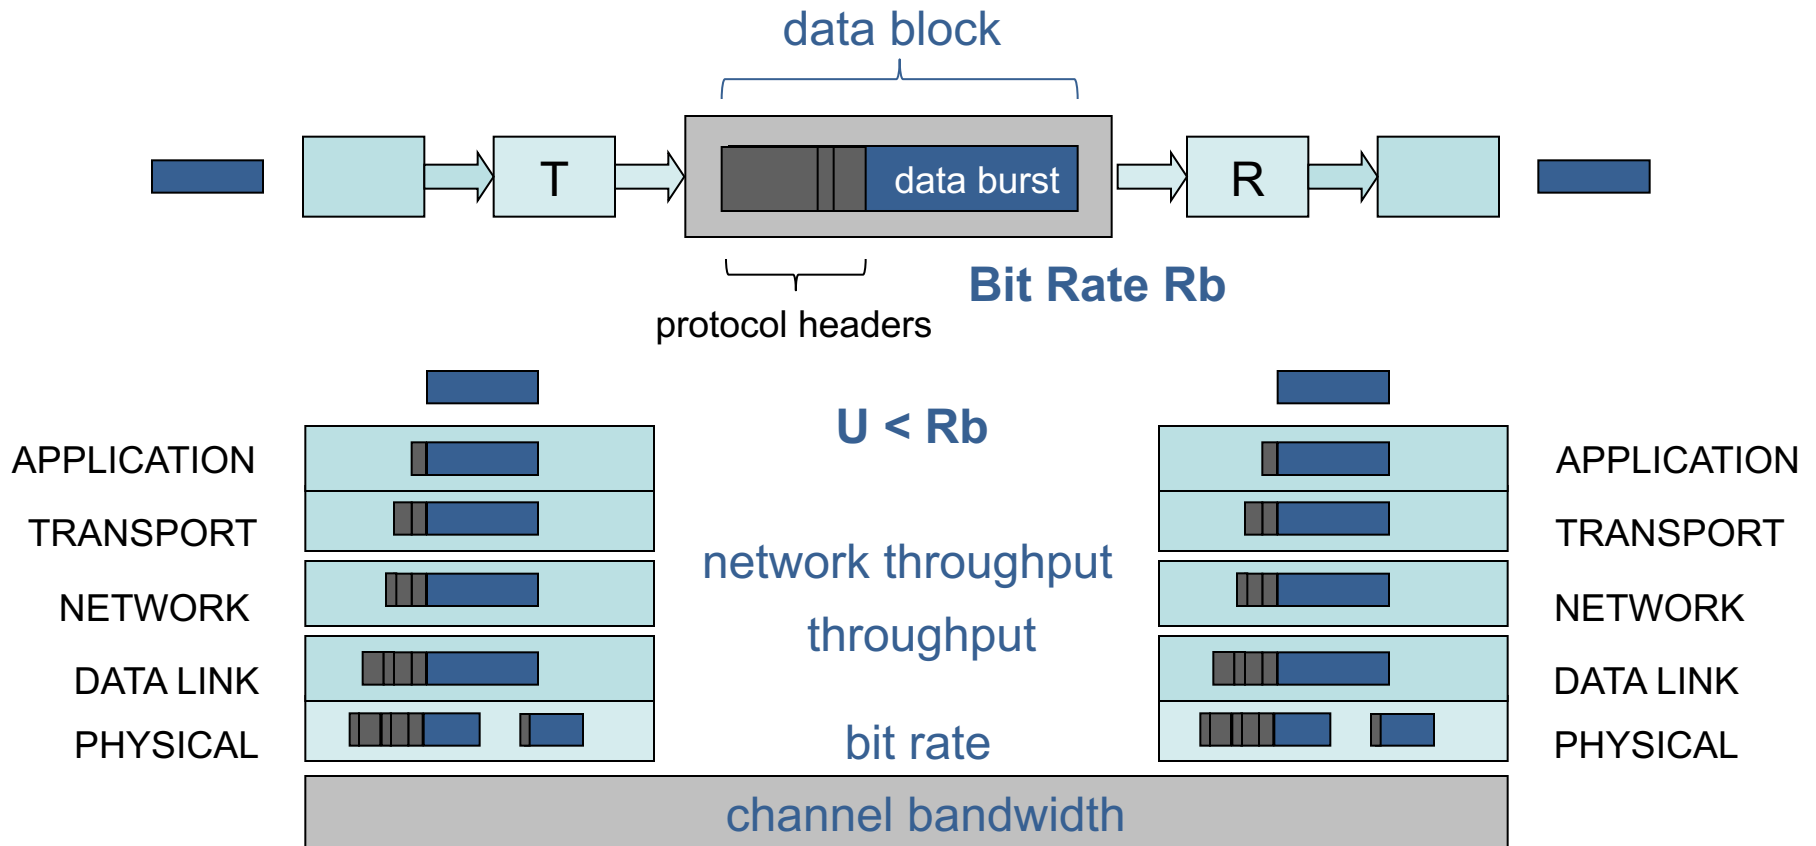 data block
T
data burst
R
Bit Rate Rb
protocol headers
U < Rb
APPLICATION
APPLICATION
TRANSPORT
TRANSPORT
network throughput
NETWORK
NETWORK
throughput
DATA LINK
DATA LINK
PHYSICAL
bit rate
PHYSICAL
channel bandwidth